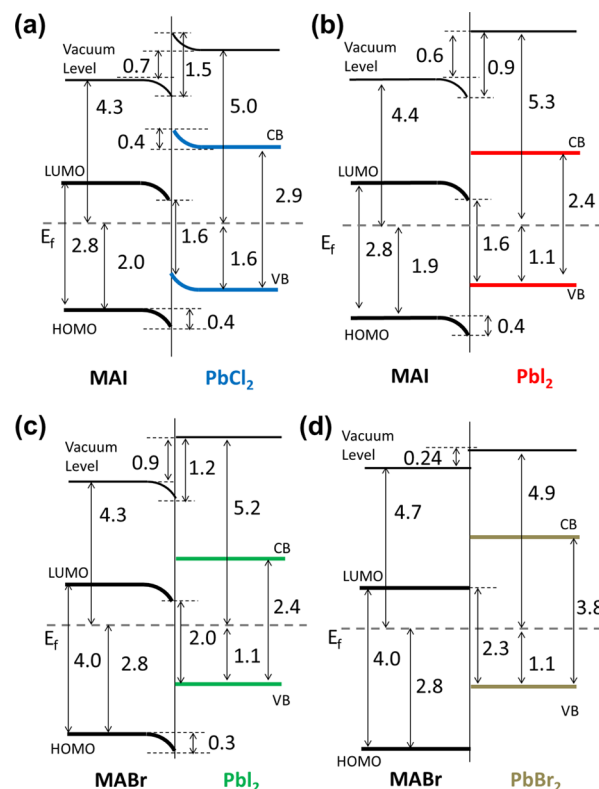 (a)
Vacuum
Level
0.7
1.5
4.3
5.0
0.4
CB
LUMO
2.9
Ef
2.8
2.0
1.6
1.6
VB
HOMO
0.4
MAI
PbCl2
(b)
Vacuum
Level
0.6
0.9
4.4
5.3
CB
LUMO
2.4
Ef
2.8
1.9
1.6
1.1
VB
HOMO
0.4
MAI
PbI2
(c)
Vacuum
Level
0.9
1.2
4.3
5.2
CB
LUMO
2.4
Ef
4.0
2.8
2.0
1.1
VB
HOMO
0.3
MABr
PbI2
(d)
Vacuum
Level
0.24
4.7
4.9
CB
LUMO
3.8
Ef
4.0
2.8
2.3
1.1
VB
HOMO
MABr
PbBr2